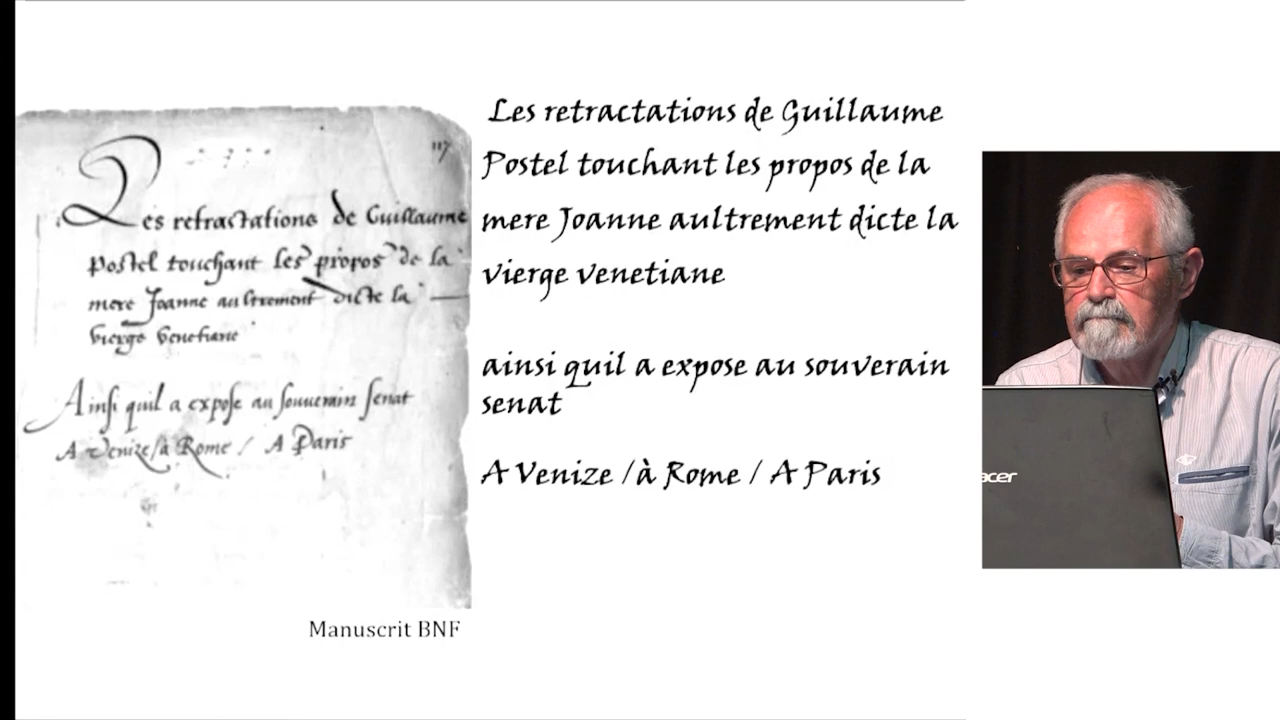 117
Les retractations de Guillaume
Postel touchant les propos de la
mere Joanne aultrement dicte la
vierge Venetiane
Ainsi quil a expose au souverain senat
A Venize / à Rome / A Paris
Manuscrit BNF
Les retractations de Guillaume
Postel touchant les propos de la
mere Joanne aultrement dicte la
vierge venetiane
ainsi quil a expose au souverain
senat
A Venize / à Rome / A Paris
acer